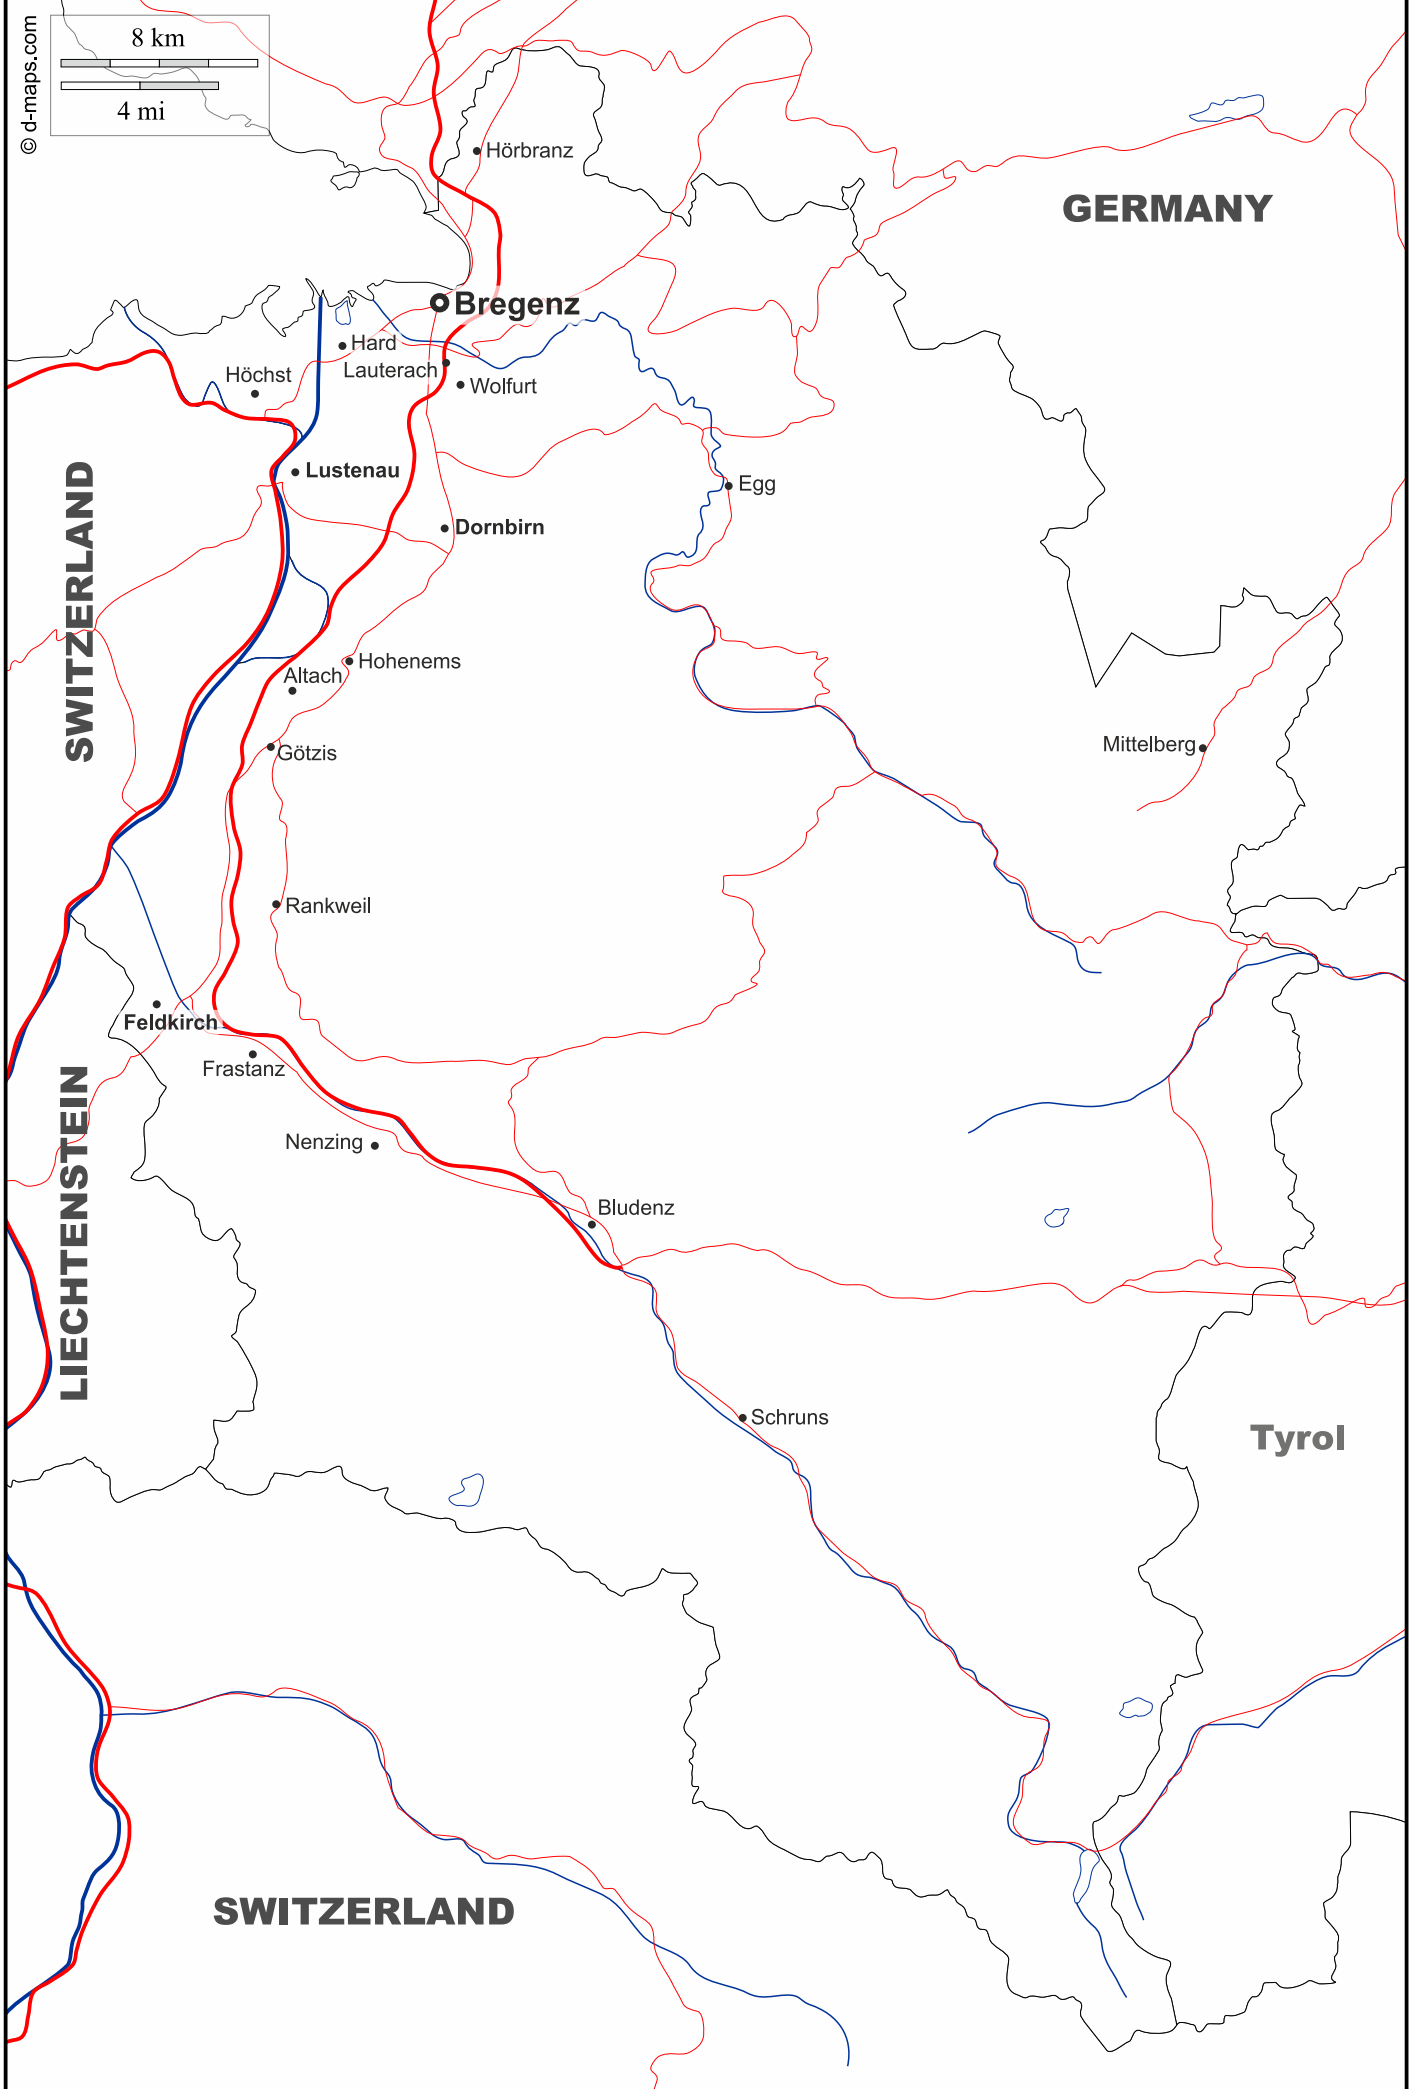 © d-maps.com
8 km
4 mi
Hörbranz
GERMANY
Bregenz
Hard
Lauterach
Höchst
Wolfurt
Lustenau
Egg
SWITZERLAND
Dornbirn
Hohenems
Altach
Götzis
Mittelberg
Rankweil
Feldkirch
Frastanz
LIECHTENSTEIN
Nenzing
Bludenz
Schruns
Tyrol
SWITZERLAND